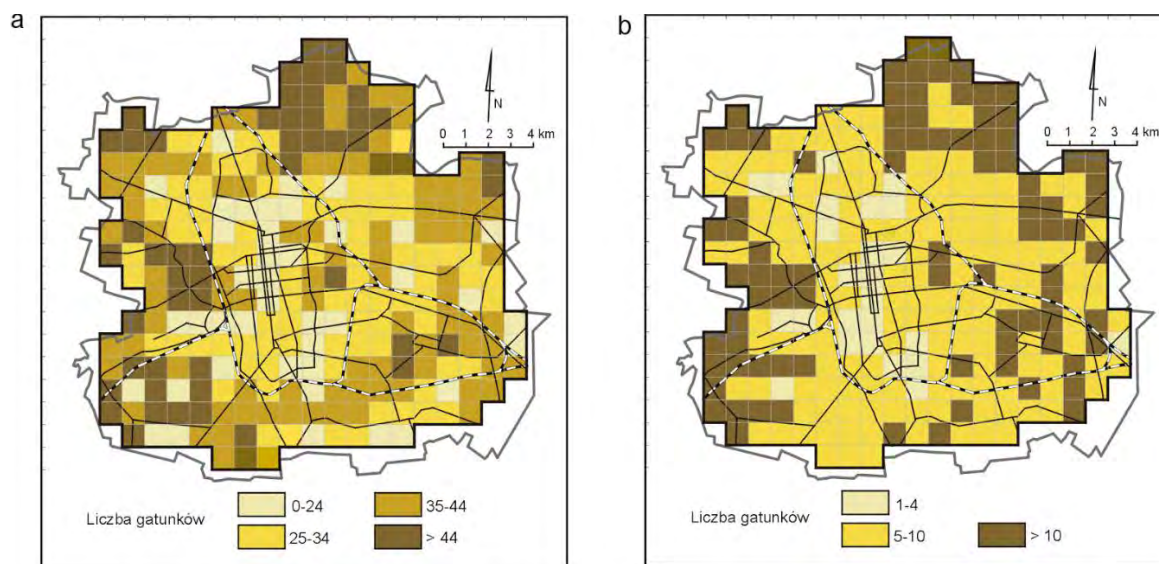 a
N
0 1 2 3 4 km
Liczba gatunków
0-24
25-34
35-44
> 44
b
N
0 1 2 3 4 km
Liczba gatunków
1-4
5-10
> 10